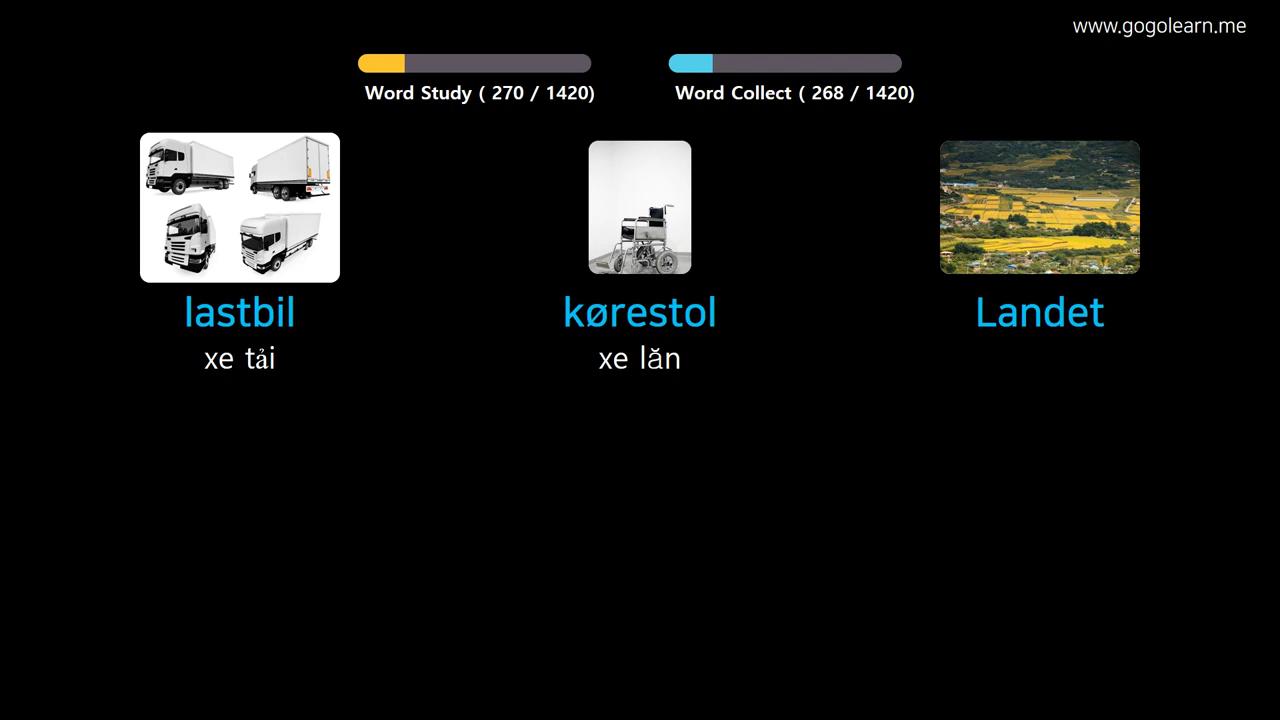 www.gogolearn.me
Word Study ( 270 / 1420)
Word Collect ( 268 / 1420)
lastbil
kørestol
Landet
xe tải
xe lăn